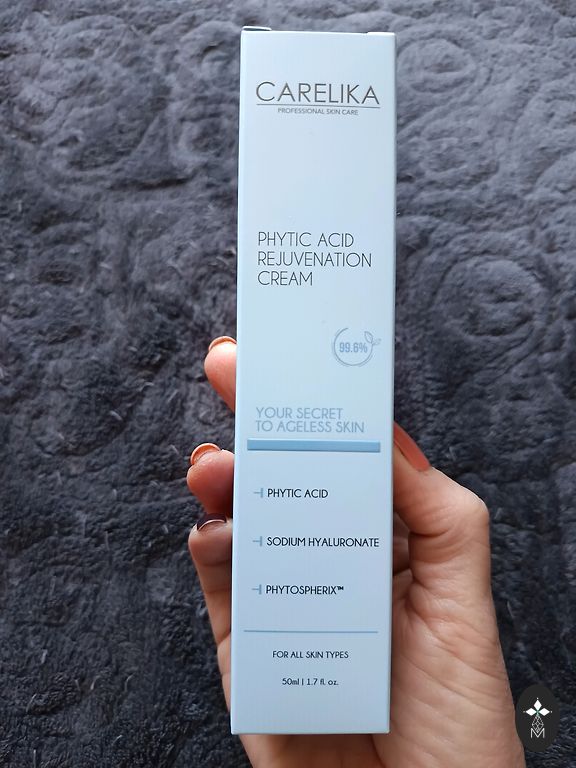 CARELIKA
PROFESSIONAL SKIN CARE
PHYTIC ACID
REJUVENATION
CREAM
99.6%
YOUR SECRET
TO AGELESS SKIN
PHYTIC ACID
SODIUM HYALURONATE
PHYTOSPHERIX™
FOR ALL SKIN TYPES
50ml | 1.7 fl. oz.
M